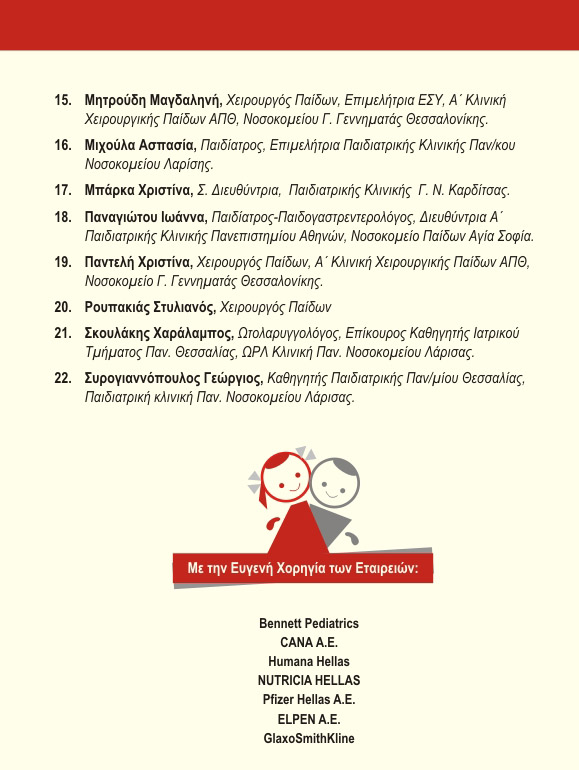 15. Μητρούδη Μαγδαληνή, Χειρουργός Παίδων, Επιμελήτρια ΕΣΥ, Α΄ Κλινική
Χειρουργικής Παίδων ΑΠΘ, Νοσοκομείου Γ. Γεννηματάς Θεσσαλονίκης.
16. Μιχούλα Ασπασία, Παιδίατρος, Επιμελήτρια Παιδιατρικής Κλινικής Παν/κου
Νοσοκομείου Λαρίσης.
17. Μπάρκα Χριστίνα, Σ. Διευθύντρια, Παιδιατρικής Κλινικής Γ. Ν. Καρδίτσας.
18. Παναγιώτου Ιωάννα, Παιδίατρος-Παιδογαστρεντερολόγος, Διευθύντρια Α΄
Παιδιατρικής Κλινικής Πανεπιστημίου Αθηνών, Νοσοκομείο Παίδων Αγία Σοφία.
19. Παντελή Χριστίνα, Χειρουργός Παίδων, Α΄ Κλινική Χειρουργικής Παίδων ΑΠΘ,
Νοσοκομείο Γ. Γεννηματάς Θεσσαλονίκης.
20. Ρουπακιάς Στυλιανός, Χειρουργός Παίδων
21. Σκουλάκης Χαράλαμπος, Ωτολαρυγγολόγος, Επίκουρος Καθηγητής Ιατρικού
Τμήματος Παν. Θεσσαλίας, ΩΡΛ Κλινική Παν. Νοσοκομείου Λάρισας.
22. Συρογιαννόπουλος Γεώργιος, Καθηγητής Παιδιατρικής Παν/μίου Θεσσαλίας,
Παιδιατρική κλινική Παν. Νοσοκομείου Λάρισας.
Με την Ευγενή Χορηγία των Εταιρειών:
Bennett Pediatrics
CANA A.E.
Humana Hellas
NUTRICIA HELLAS
Pfizer Hellas A.E.
ELPEN A.E.
GlaxoSmithKline